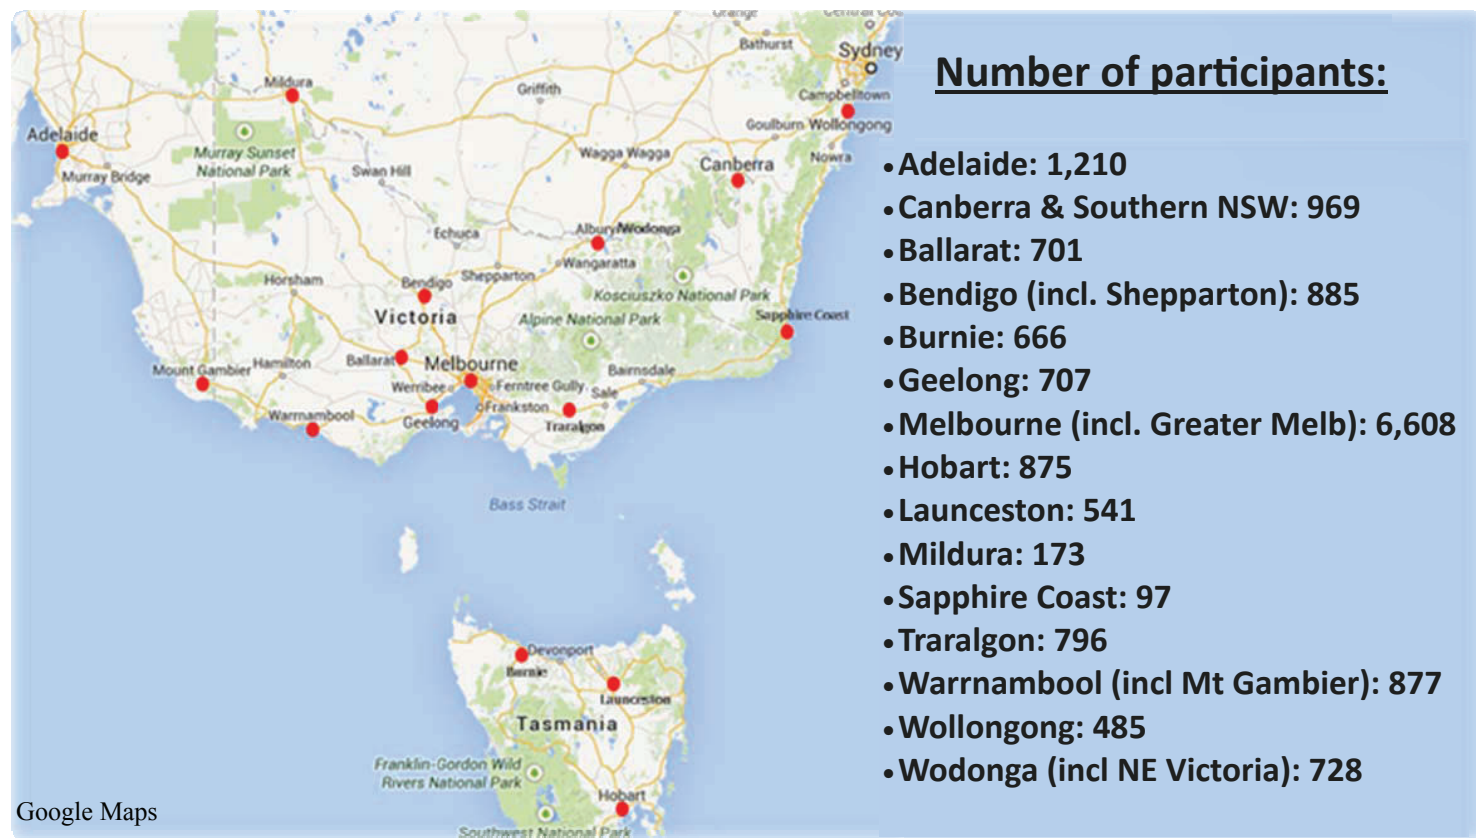 Grange
Central Coa
Bathurst
Sydney
Mildura
Griffith
Campbelltown
Adelaide
Goulburn Wollongong
Murray Sunset
National Park
Wagga Wagga
Canberra
Nowra
Murray Bridge
Swan Hill
Echuca
Albury/Wodonga
Wangaratta
Horsham
Bendigo
Shepparton
Kosciuszko National Park
Victoria
Alpine National Park
Sapphire Coast
Mount Gambier
Hamilton
Ballarat
Melbourne
Bairnsdale
Werribee
Ferntree Gully
Sale
Warrnambool
Geelong
Frankston
Traralgon
Bass Strait
Devonport
Burnie
Launceston
Tasmania
Franklin-Gordon Wild
Rivers National Park
Hobart
Southwest National Park
Google Maps
Number of participants:
• Adelaide: 1,210
• Canberra & Southern NSW: 969
• Ballarat: 701
• Bendigo (incl. Shepparton): 885
• Burnie: 666
• Geelong: 707
• Melbourne (incl. Greater Melb): 6,608
• Hobart: 875
• Launceston: 541
• Mildura: 173
• Sapphire Coast: 97
• Traralgon: 796
• Warrnambool (incl Mt Gambier): 877
• Wollongong: 485
• Wodonga (incl NE Victoria): 728